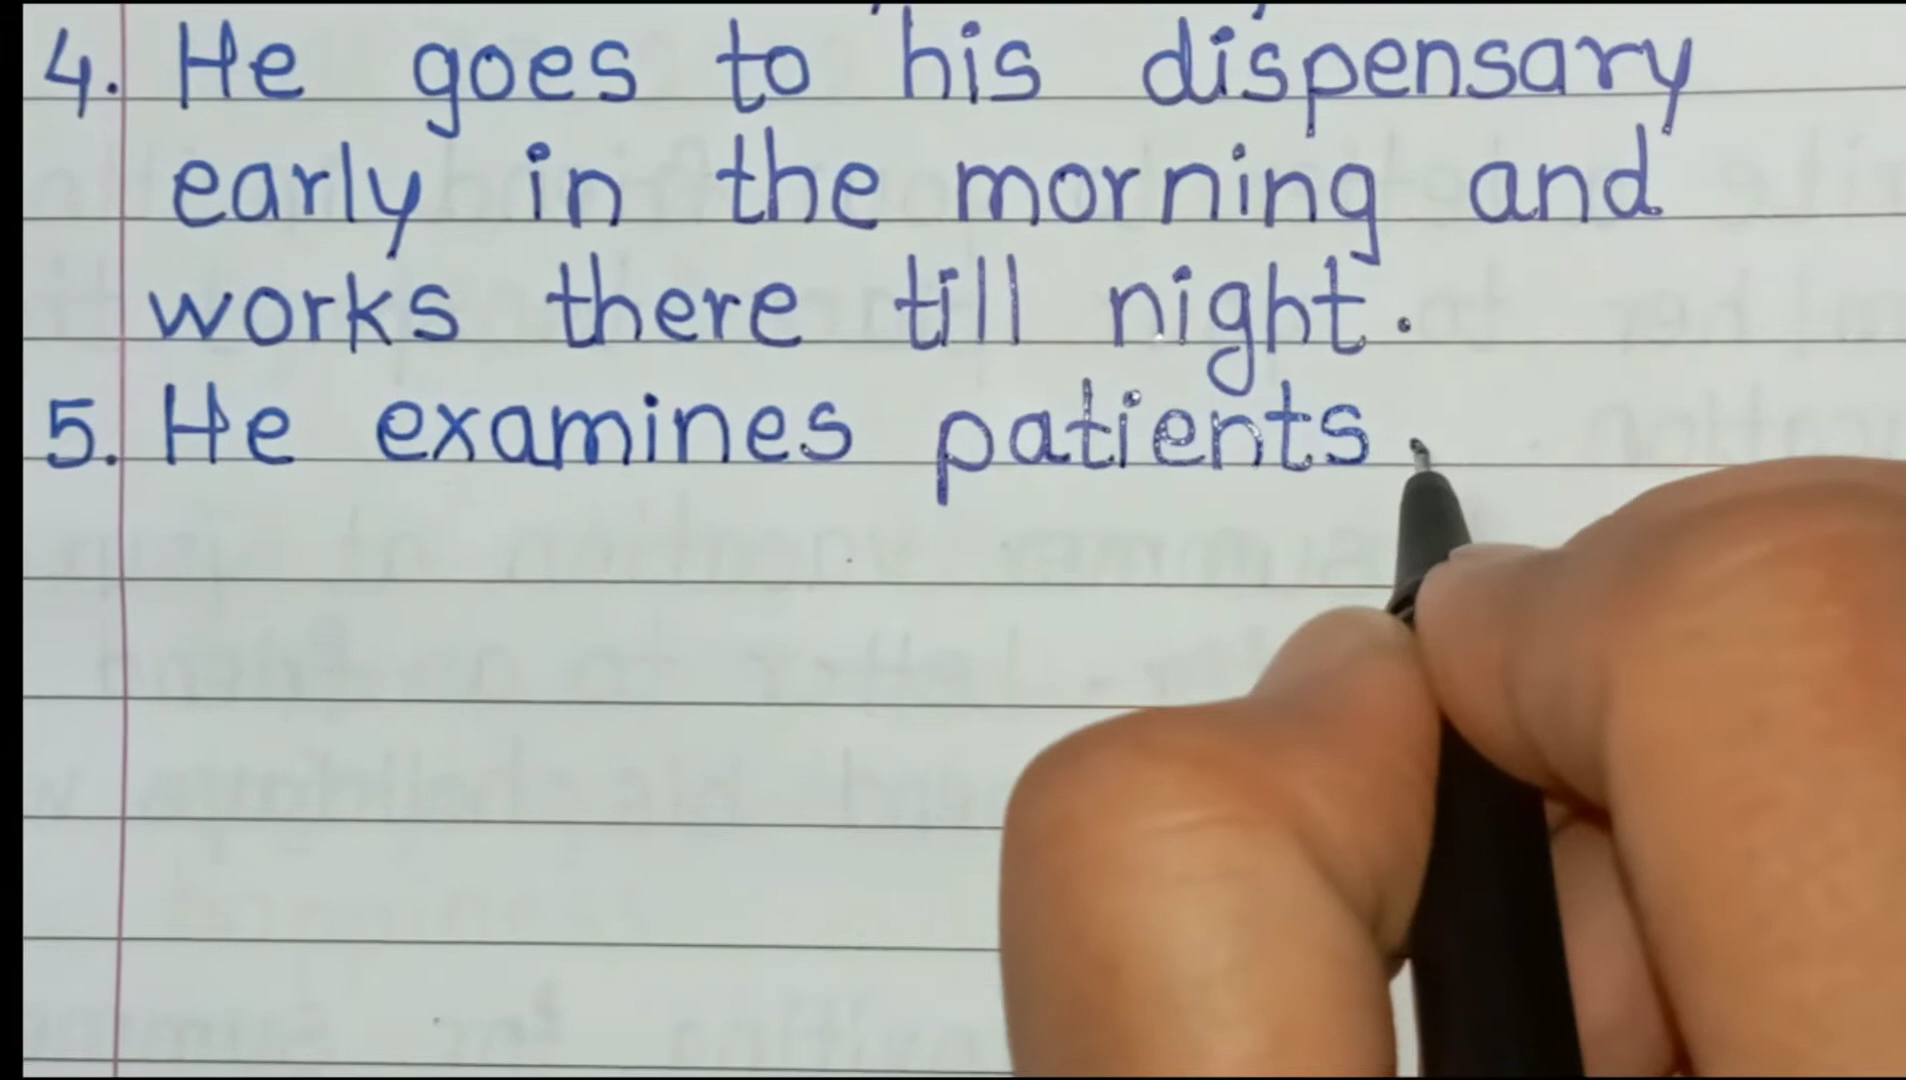 4. He goes to his dispensary
early in the morning and
works there till night.
5. He examines patients